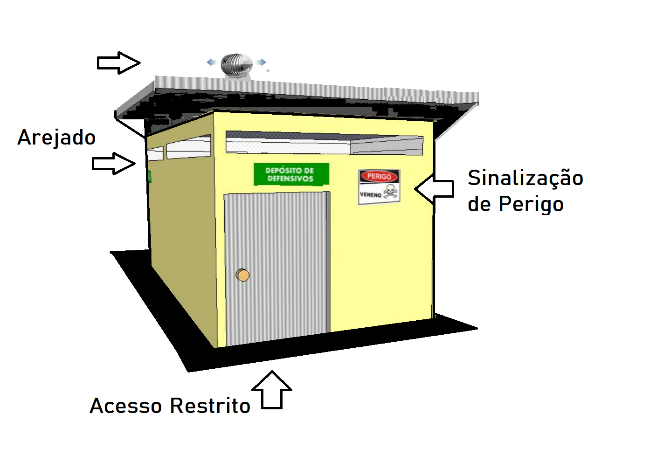 Arejado
DEPÓSITO DE
DEFENSIVOS
PERIGO
VENENO
Sinalização
de Perigo
Acesso Restrito